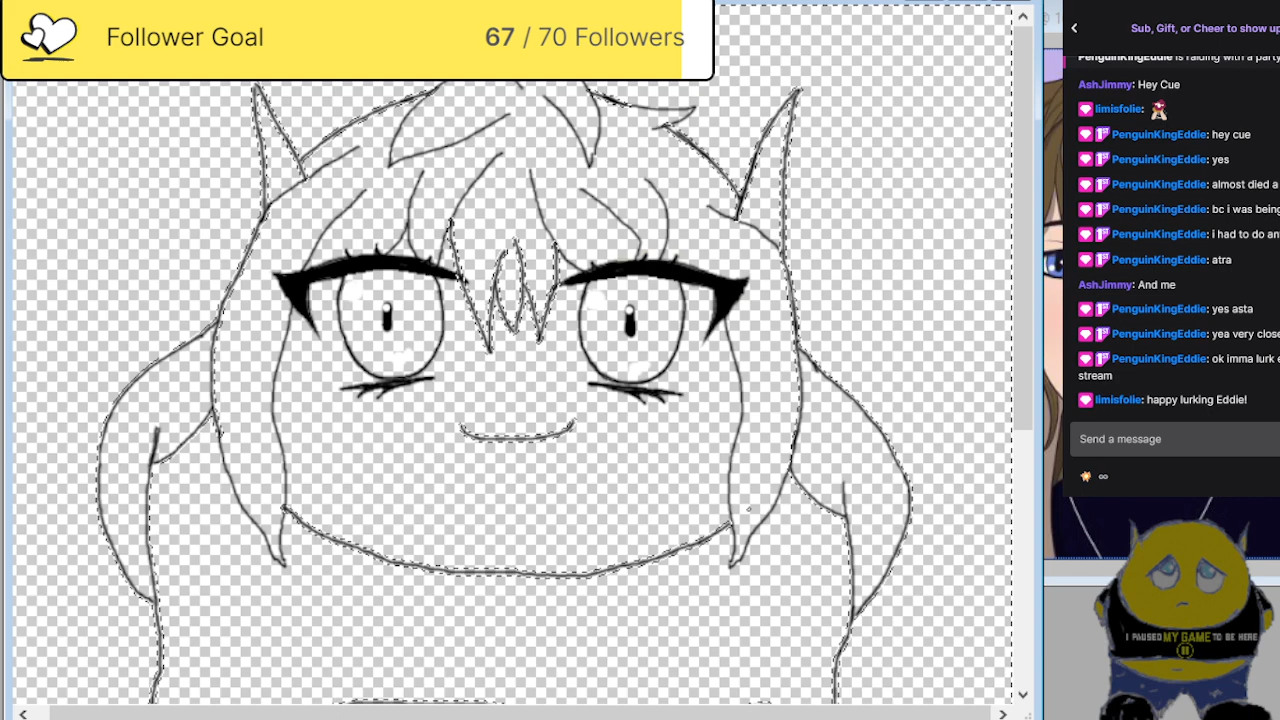 Follower Goal
67 / 70 Followers
Sub, Gift, or Cheer to show up
PenguinKingEddie is raiding with a party
AshJimmy: Hey Cue
limisfolie:
PenguinKingEddie: hey cue
PenguinKingEddie: yes
PenguinKingEddie: almost died a
PenguinKingEddie: bc i was being
PenguinKingEddie: i had to do an
PenguinKingEddie: atra
AshJimmy: And me
PenguinKingEddie: yes asta
PenguinKingEddie: yea very close
PenguinKingEddie: ok imma lurk
stream
limisfolie: happy lurking Eddie!
Send a message
I PAUSED MY GAME TO BE HERE